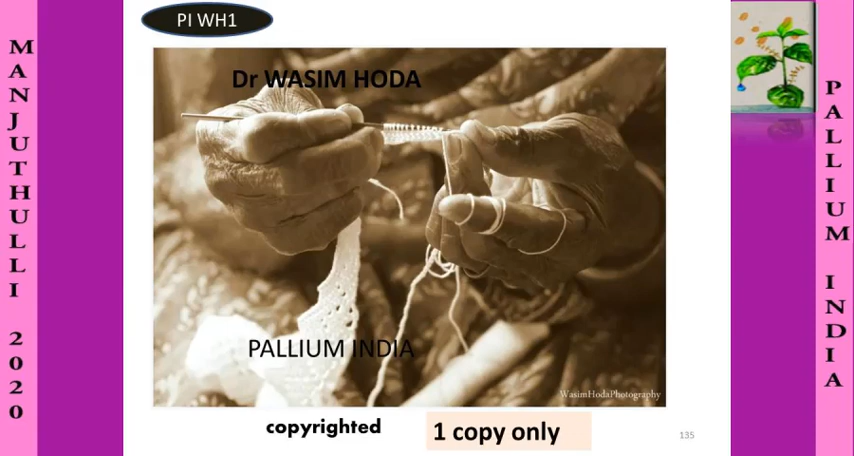 MANJUTHULLI 2020
PI WH1
Dr WASIM HODA
PALLIUM INDIA
WasimHodaPhotography
copyrighted
1 copy only
135
PALLIUM INDIA